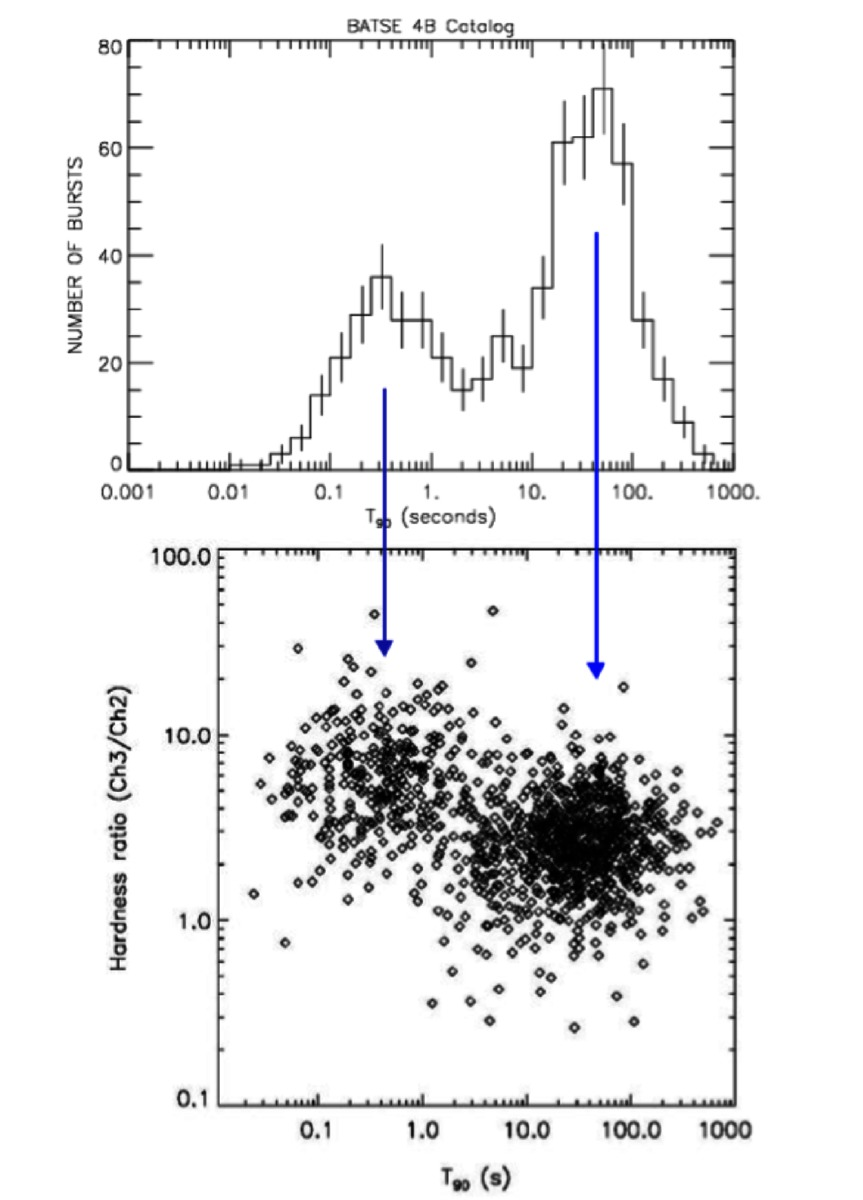 BATSE 4B Catalog
80
60
40
20
0
NUMBER OF BURSTS
0.001 0.01 0.1 1. 10. 100. 1000.
T90 (seconds)
100.0
10.0
1.0
0.1
Hardness ratio (Ch3/Ch2)
0.1 1.0 10.0 100.0 1000
T90 (s)